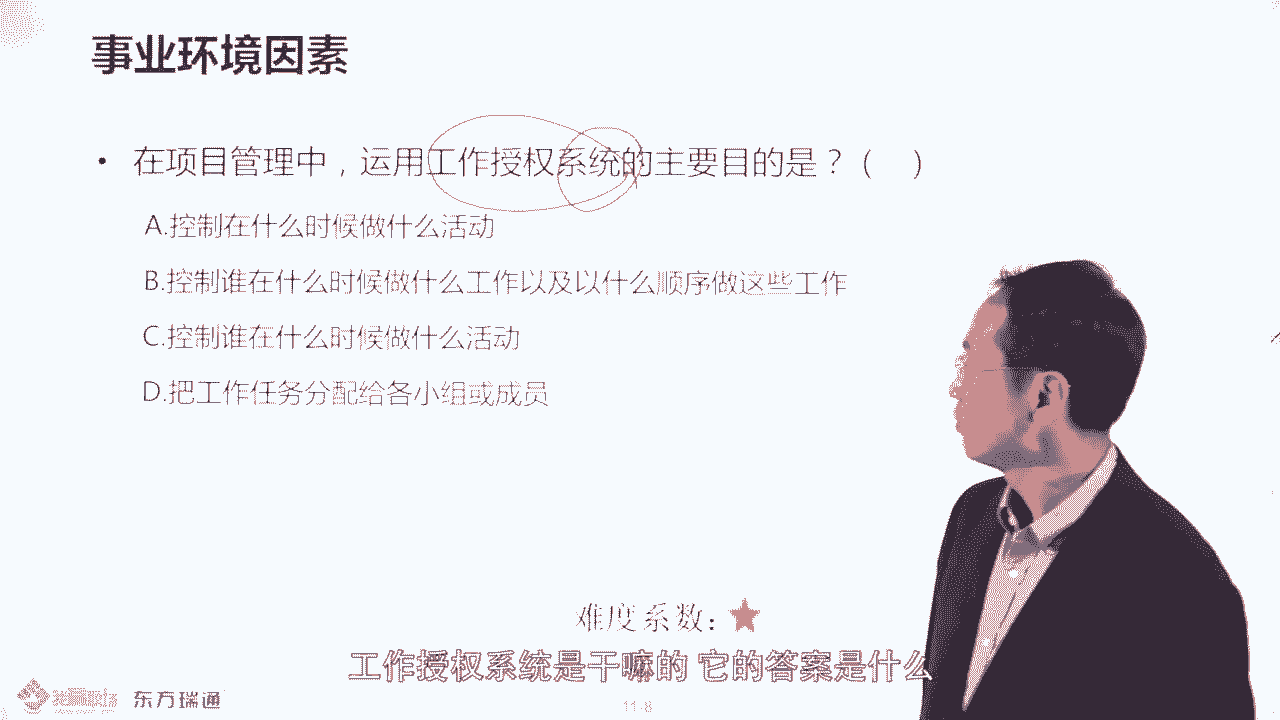 事业环境因素
• 在项目管理中，运用工作授权系统的主要目的是？（ ）
A.控制在什么时候做什么活动
B.控制谁在什么时候做什么工作以及以什么顺序做这些工作
C.控制谁在什么时候做什么活动
D.把工作任务分配给各小组或成员
难度系数：
工作授权系统是干嘛的 它的答案是什么
东方瑞通
118